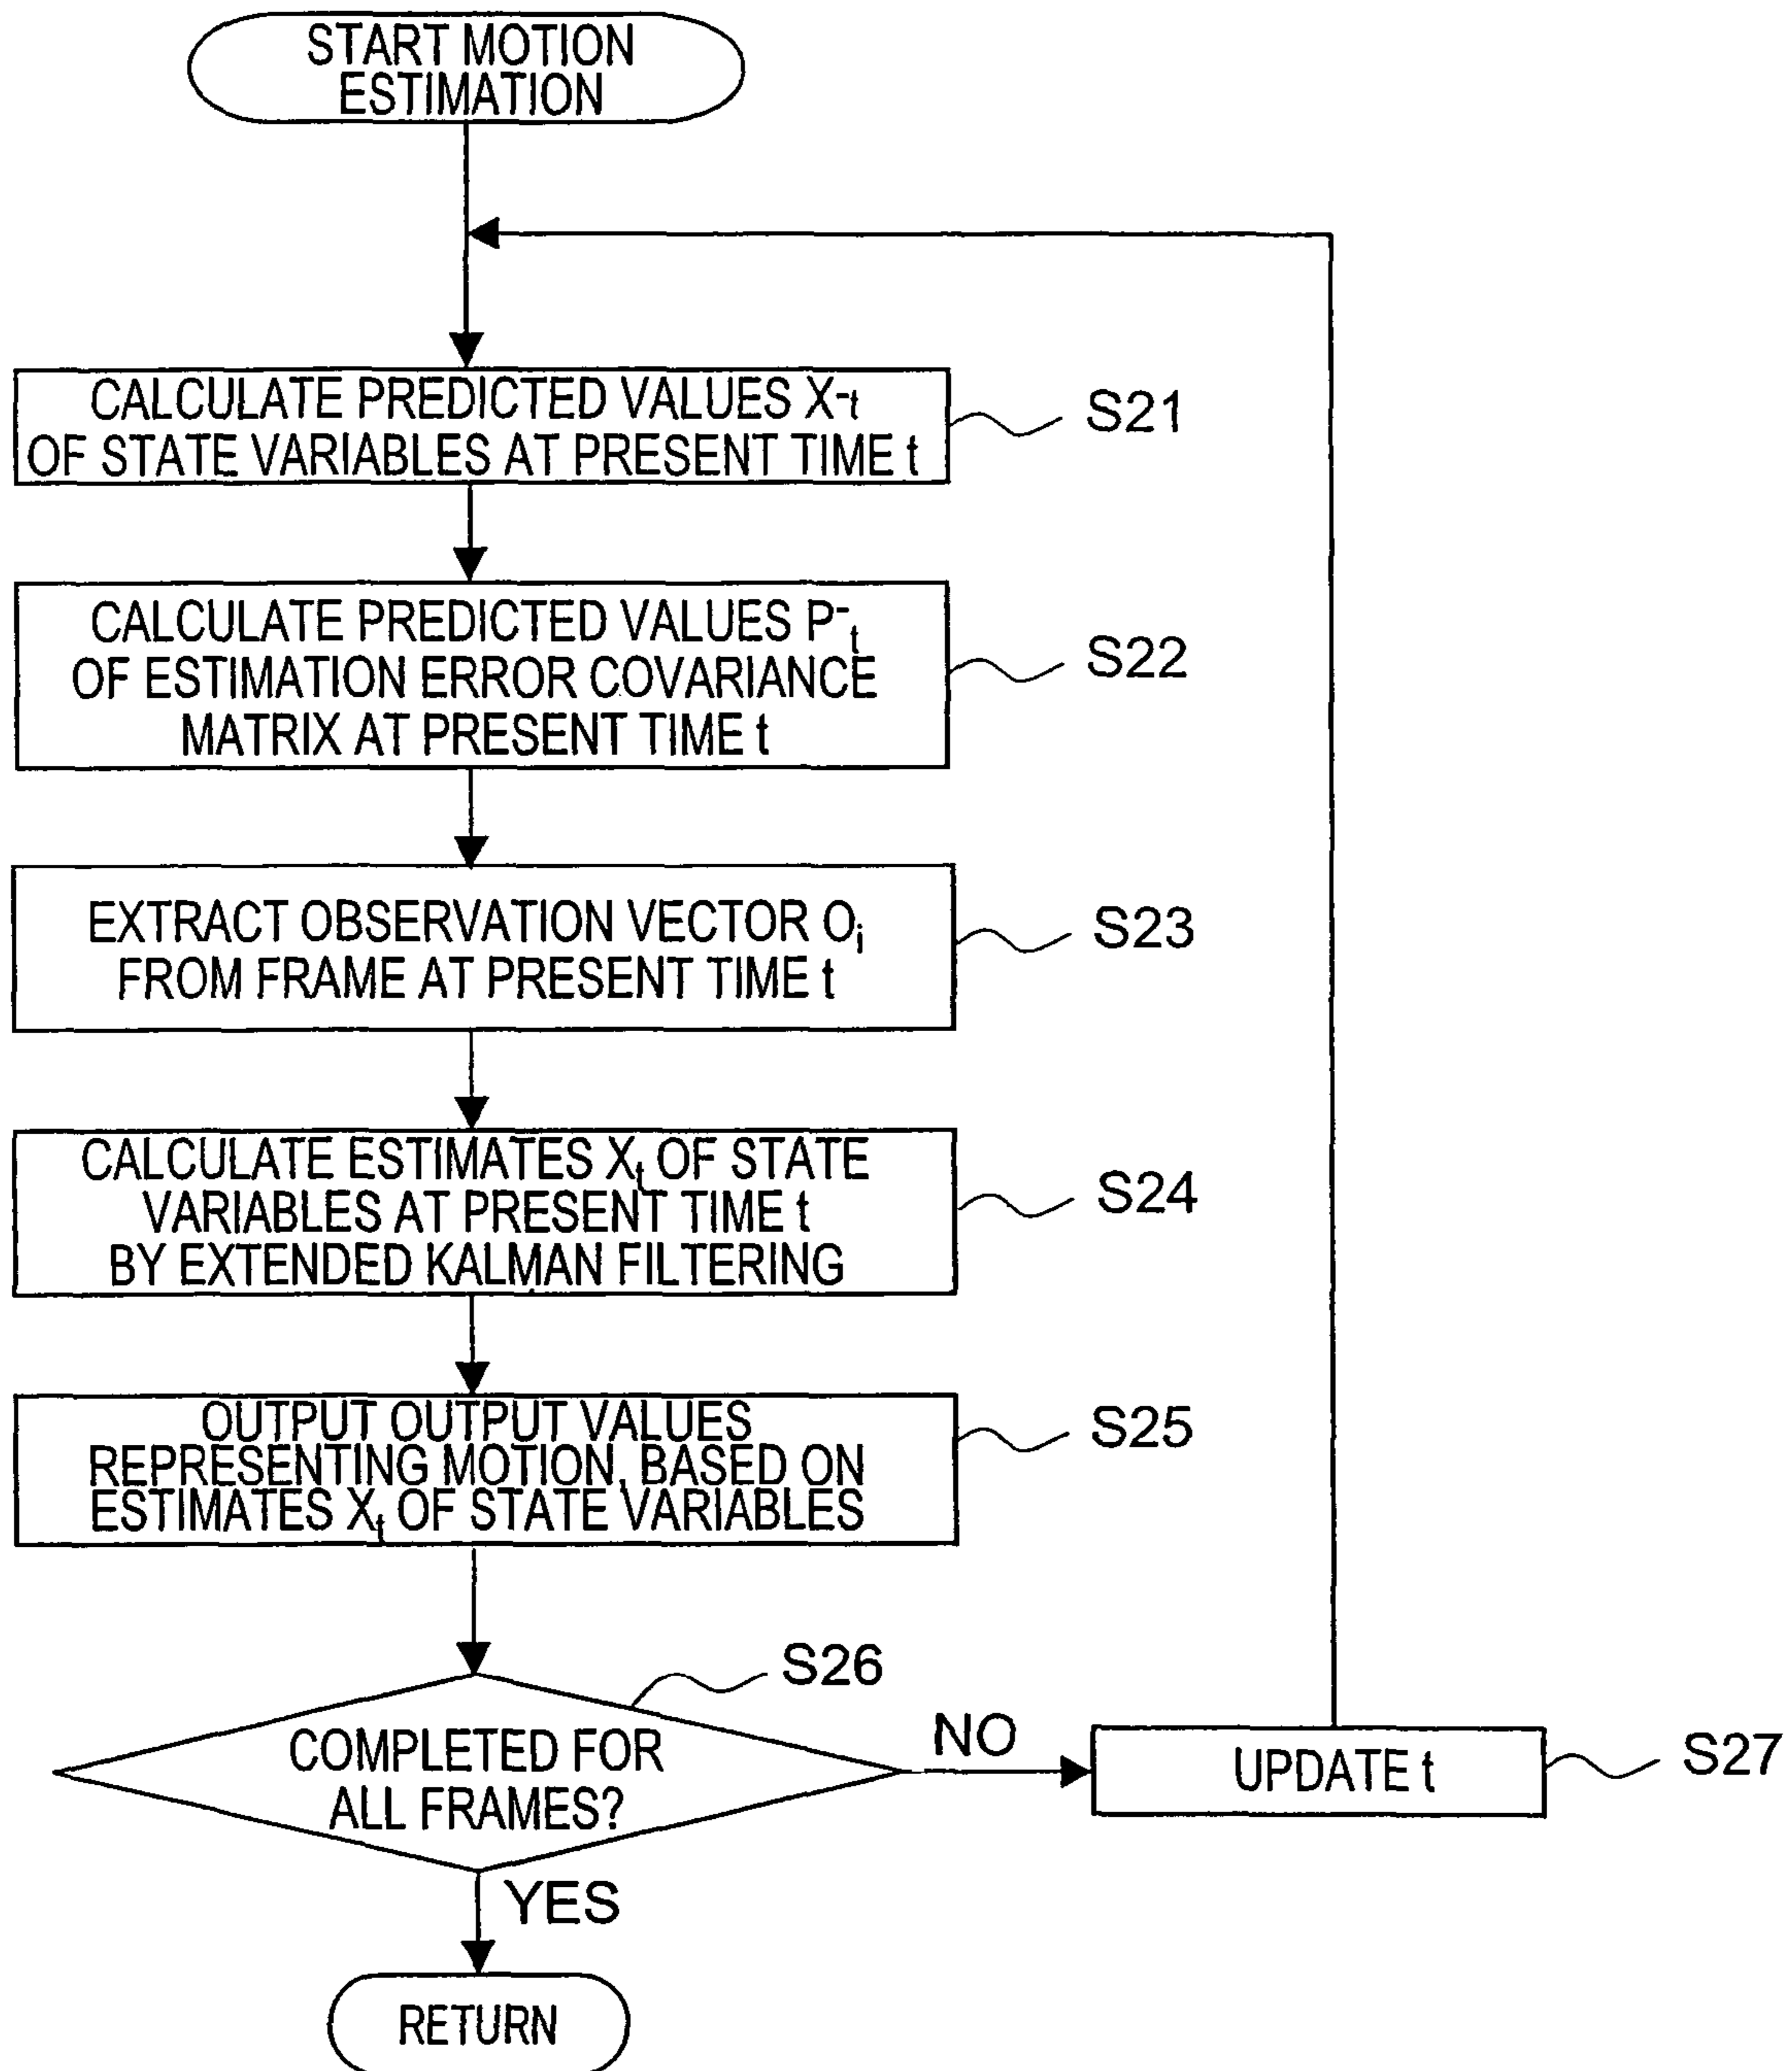 START MOTION
ESTIMATION
CALCULATE PREDICTED VALUES X⁻t
OF STATE VARIABLES AT PRESENT TIME t
S21
CALCULATE PREDICTED VALUES P⁻t
OF ESTIMATION ERROR COVARIANCE
MATRIX AT PRESENT TIME t
S22
EXTRACT OBSERVATION VECTOR Oi
FROM FRAME AT PRESENT TIME t
S23
CALCULATE ESTIMATES Xt OF STATE
VARIABLES AT PRESENT TIME t
BY EXTENDED KALMAN FILTERING
S24
OUTPUT OUTPUT VALUES
REPRESENTING MOTION, BASED ON
ESTIMATES Xt OF STATE VARIABLES
S25
S26
COMPLETED FOR
ALL FRAMES?
NO
UPDATE t
S27
YES
RETURN